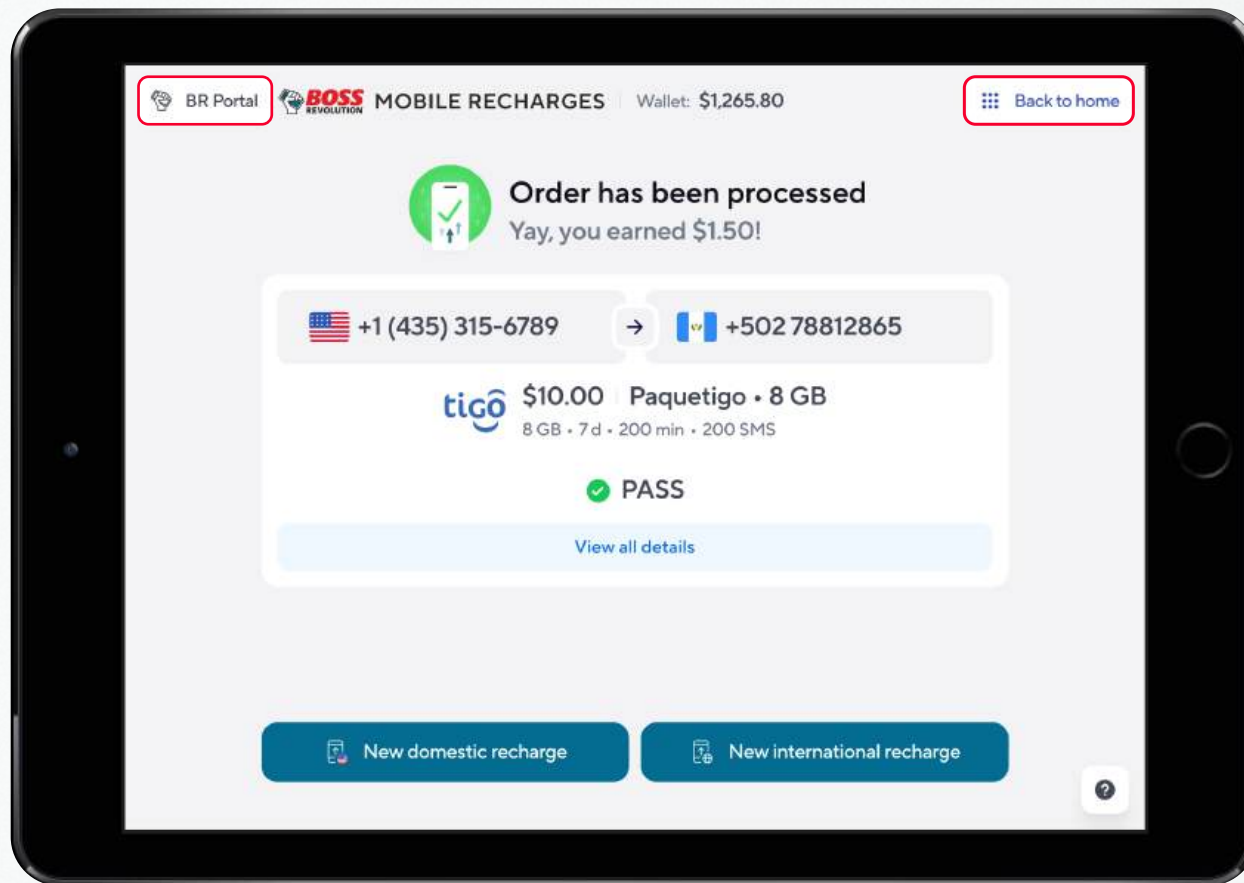 BR Portal BOSS REVOLUTION MOBILE RECHARGES Wallet: $1,265.80 Back to home
Order has been processed
Yay, you earned $1.50!
+1 (435) 315-6789 → +502 78812865
tigo $10.00 Paquetigo • 8 GB
8 GB • 7 d • 200 min • 200 SMS
PASS
View all details
New domestic recharge New international recharge
?